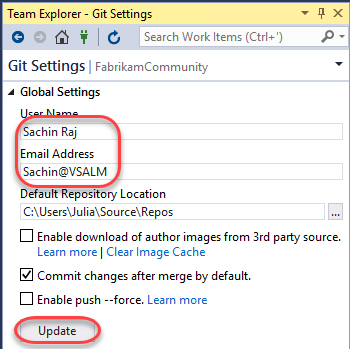 Team Explorer - Git Settings
Search Work Items (Ctrl+')
Git Settings | FabrikamCommunity
Global Settings
User Name
Sachin Raj
Email Address
Sachin@VSALM
Default Repository Location
C:\Users\Julia\Source\Repos
...
Enable download of author images from 3rd party source.
Learn more | Clear Image Cache
Commit changes after merge by default.
Enable push --force. Learn more
Update